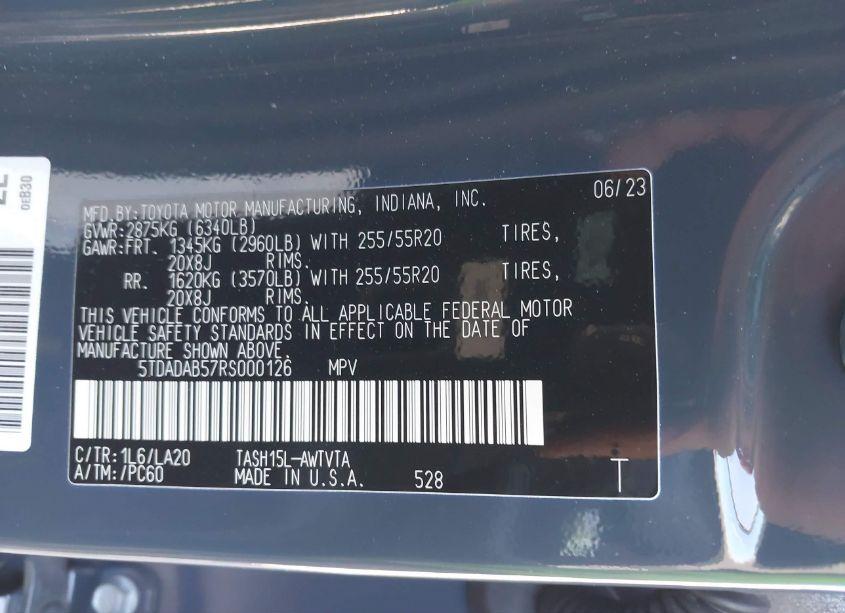 MFD.BY:TOYOTA MOTOR MANUFACTURING, INDIANA, INC. 06/23
GVWR:2875KG (6340LB)
GAWR:FRT. 1345KG (2960LB) WITH 255/55R20 TIRES,
20X8J RIMS.
RR. 1620KG (3570LB) WITH 255/55R20 TIRES,
20X8J RIMS.
THIS VEHICLE CONFORMS TO ALL APPLICABLE FEDERAL MOTOR
VEHICLE SAFETY STANDARDS IN EFFECT ON THE DATE OF
MANUFACTURE SHOWN ABOVE.
5TDADAB57RS000126 MPV
C/TR:1L6/LA20 TASH15L-AWTVTA
A/TM:/PC60 MADE IN U.S.A. 528 T
0EB30